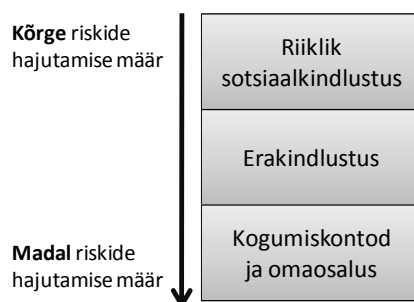 Kõrge riskide
hajutamise määr
Riiklik
sotsiaalkindlustus
Erakindlustus
Kogumiskontod
ja omaosalus
Madal riskide
hajutamise määr